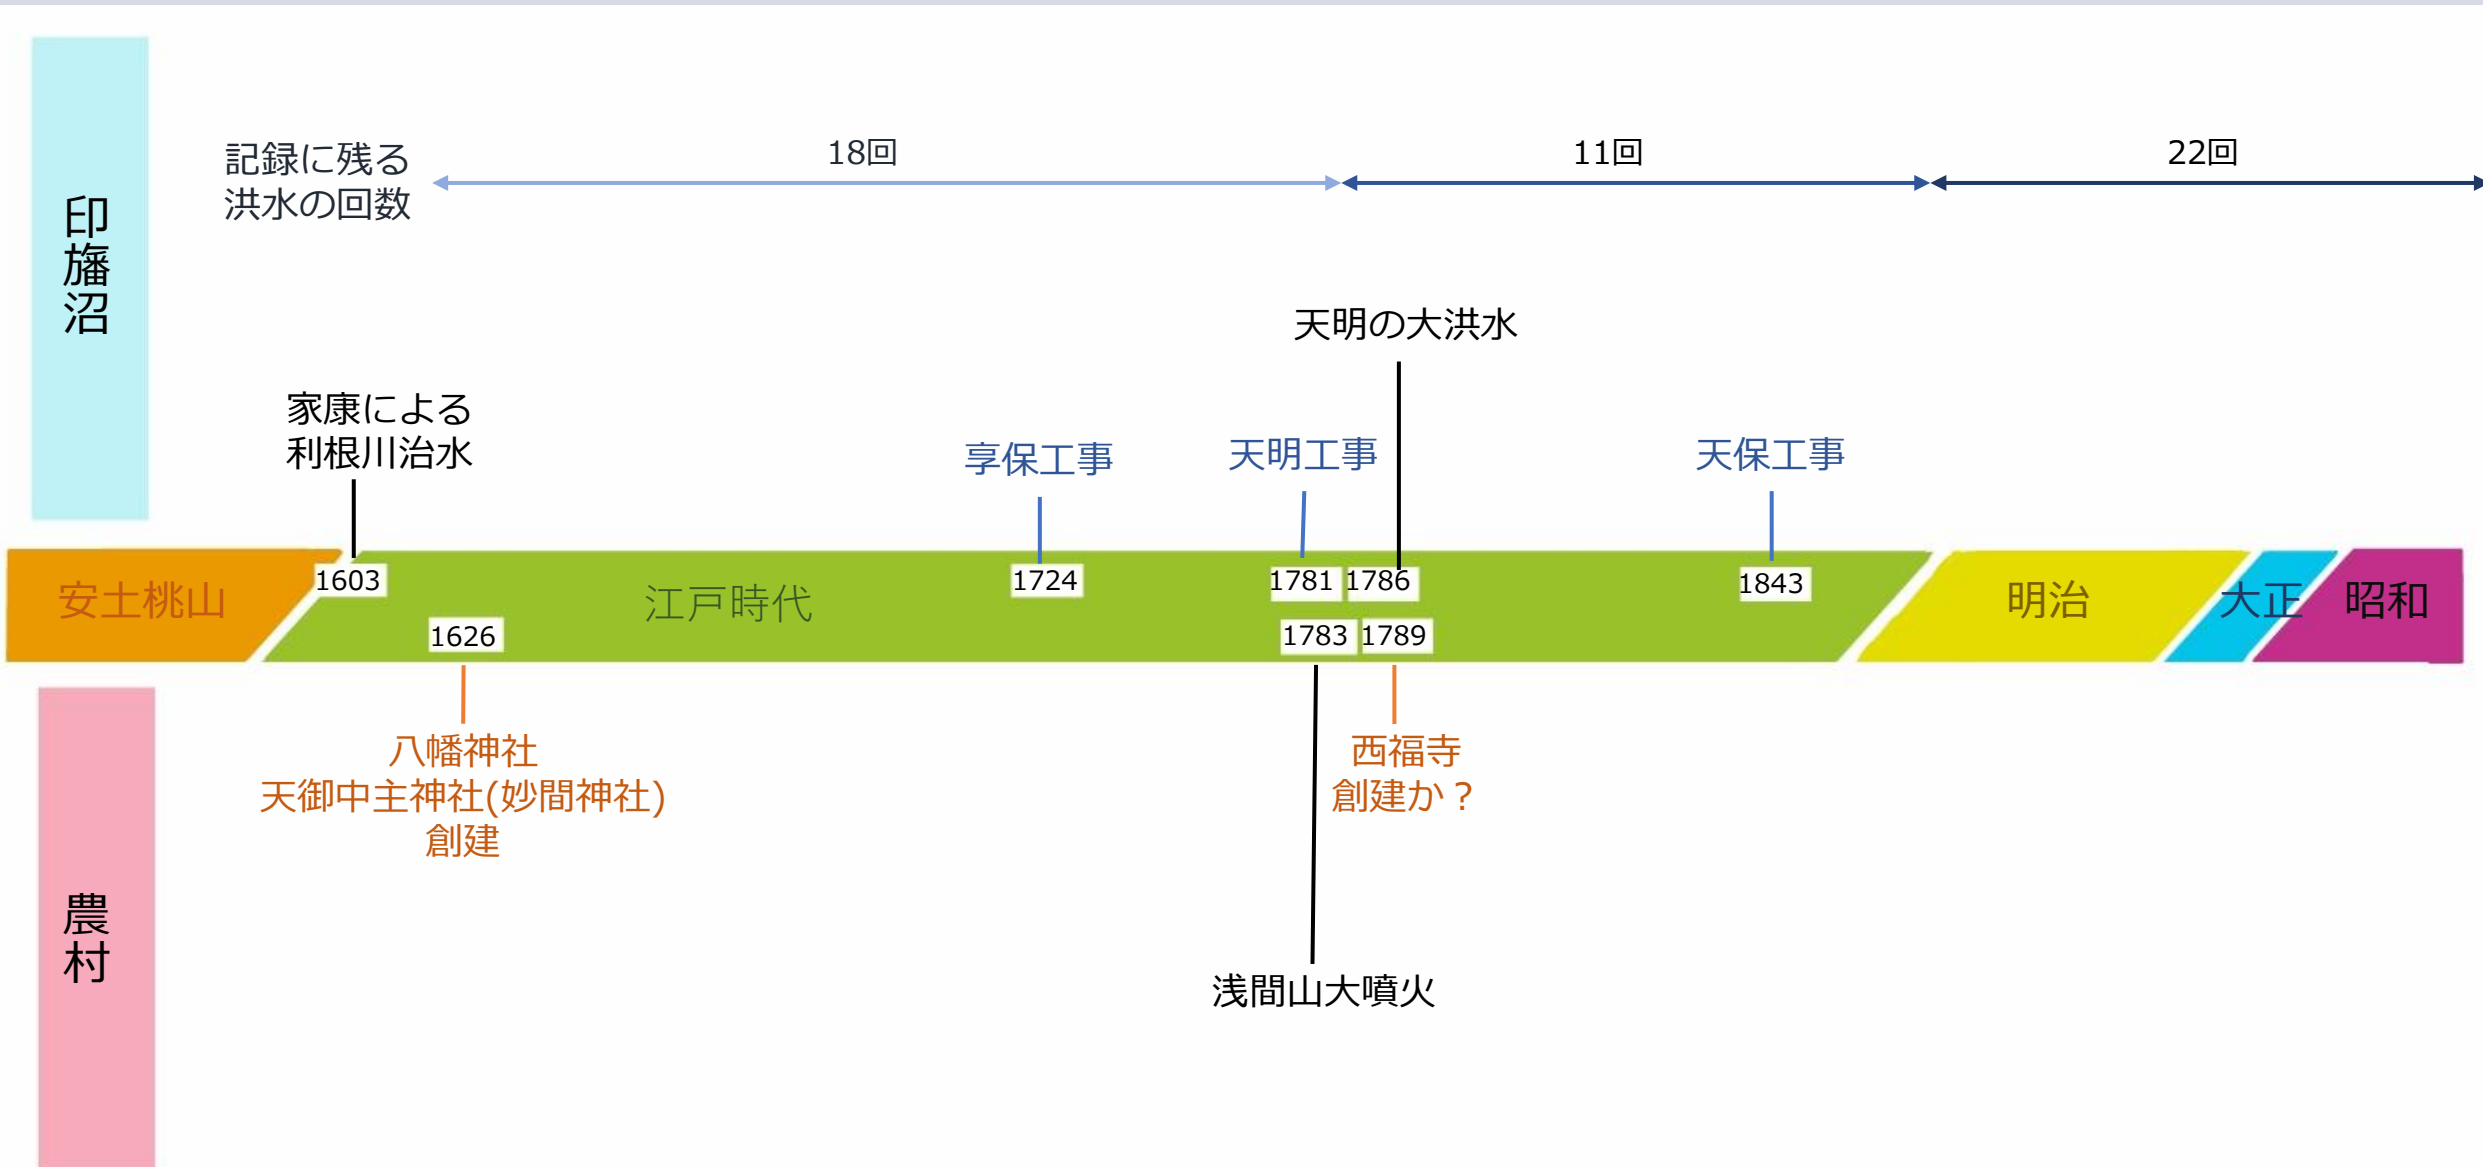 印旛沼
記録に残る
洪水の回数
18回
11回
22回
天明の大洪水
家康による
利根川治水
享保工事
天明工事
天保工事
安土桃山
1603
江戸時代
1724
1781
1786
1843
明治
大正
昭和
1626
1783
1789
八幡神社
天御中主神社(妙間神社)
創建
西福寺
創建か？
浅間山大噴火
農村